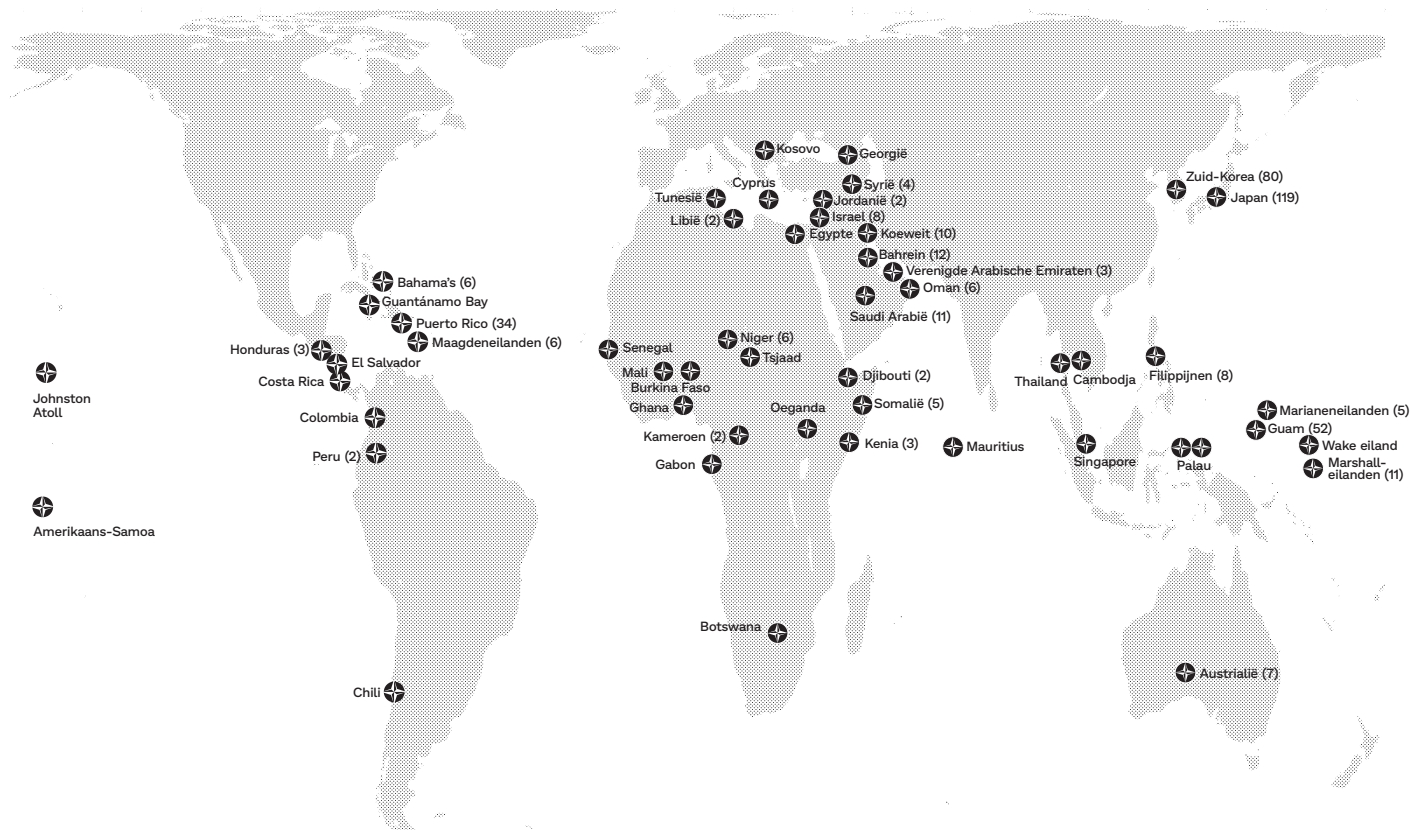 Kosovo
Georgië
Cyprus
Syrië (4)
Tunesië
Jordanië (2)
Libië (2)
Israel (8)
Egypte
Koeweit (10)
Bahrein (12)
Verenigde Arabische Emiraten (3)
Oman (6)
Saudi Arabië (11)
Zuid-Korea (80)
Japan (119)
Bahama's (6)
Guantánamo Bay
Puerto Rico (34)
Maagdeneilanden (6)
Honduras (3)
El Salvador
Costa Rica
Colombia
Peru (2)
Johnston
Atoll
Amerikaans-Samoa
Chili
Senegal
Niger (6)
Tsjaad
Mali
Burkina Faso
Ghana
Djibouti (2)
Somalië (5)
Oeganda
Kameroen (2)
Kenia (3)
Gabon
Mauritius
Botswana
Thailand
Cambodja
Filippijnen (8)
Singapore
Palau
Marianeneilanden (5)
Guam (52)
Wake eiland
Marshall-
eilanden (11)
Austrialië (7)